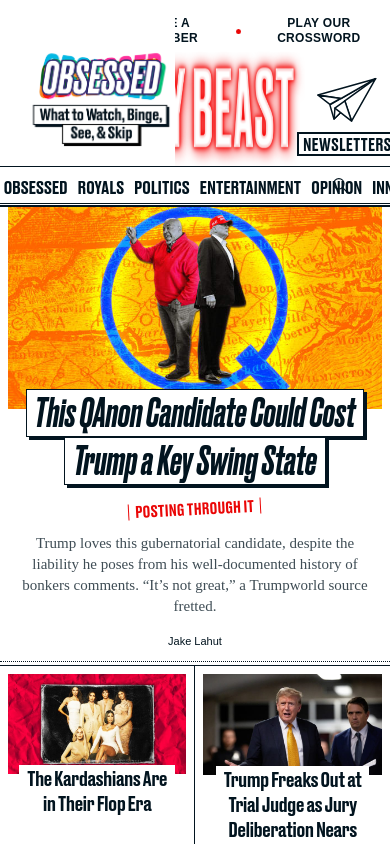 E A
BER
PLAY OUR
CROSSWORD
OBSESSED
What to Watch, Binge,
See, & Skip
Y BEAST
NEWSLETTERS
OBSESSED ROYALS POLITICS ENTERTAINMENT OPINION INN
This QAnon Candidate Could Cost
Trump a Key Swing State
POSTING THROUGH IT
Trump loves this gubernatorial candidate, despite the
liability he poses from his well-documented history of
bonkers comments. “It’s not great,” a Trumpworld source
fretted.
Jake Lahut
The Kardashians Are
in Their Flop Era
Trump Freaks Out at
Trial Judge as Jury
Deliberation Nears